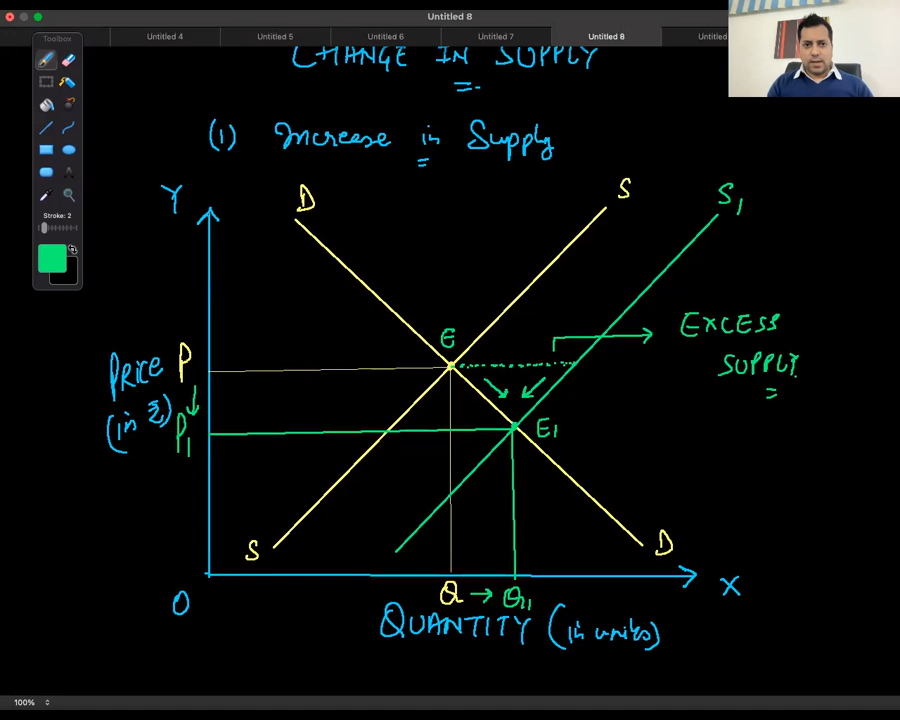 Untitled 8
Untitled 4 Untitled 5 Untitled 6 Untitled 7 Untitled 8 Untitled
Toolbox
Stroke: 2
CHANGE IN SUPPLY
(1) Increase in Supply
Y
D
S
S1
E
EXCESS
SUPPLY
PRICE
(in ₹)
P
P1
E1
S
D
O
Q → Q1
X
QUANTITY (in units)
100%